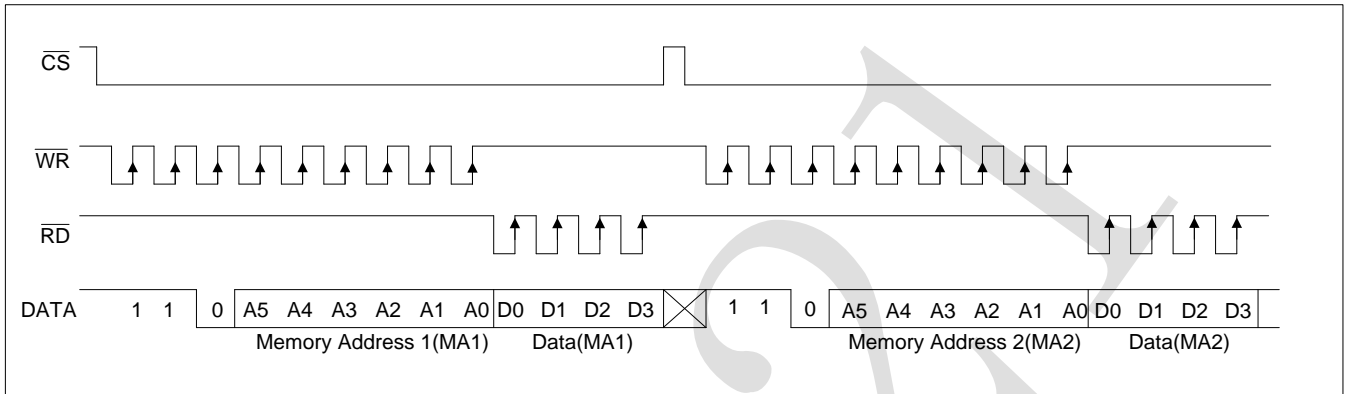 CS
WR
RD
DATA 1 1 0 A5 A4 A3 A2 A1 A0 D0 D1 D2 D3 1 1 0 A5 A4 A3 A2 A1 A0 D0 D1 D2 D3
Memory Address 1(MA1) Data(MA1) Memory Address 2(MA2) Data(MA2)